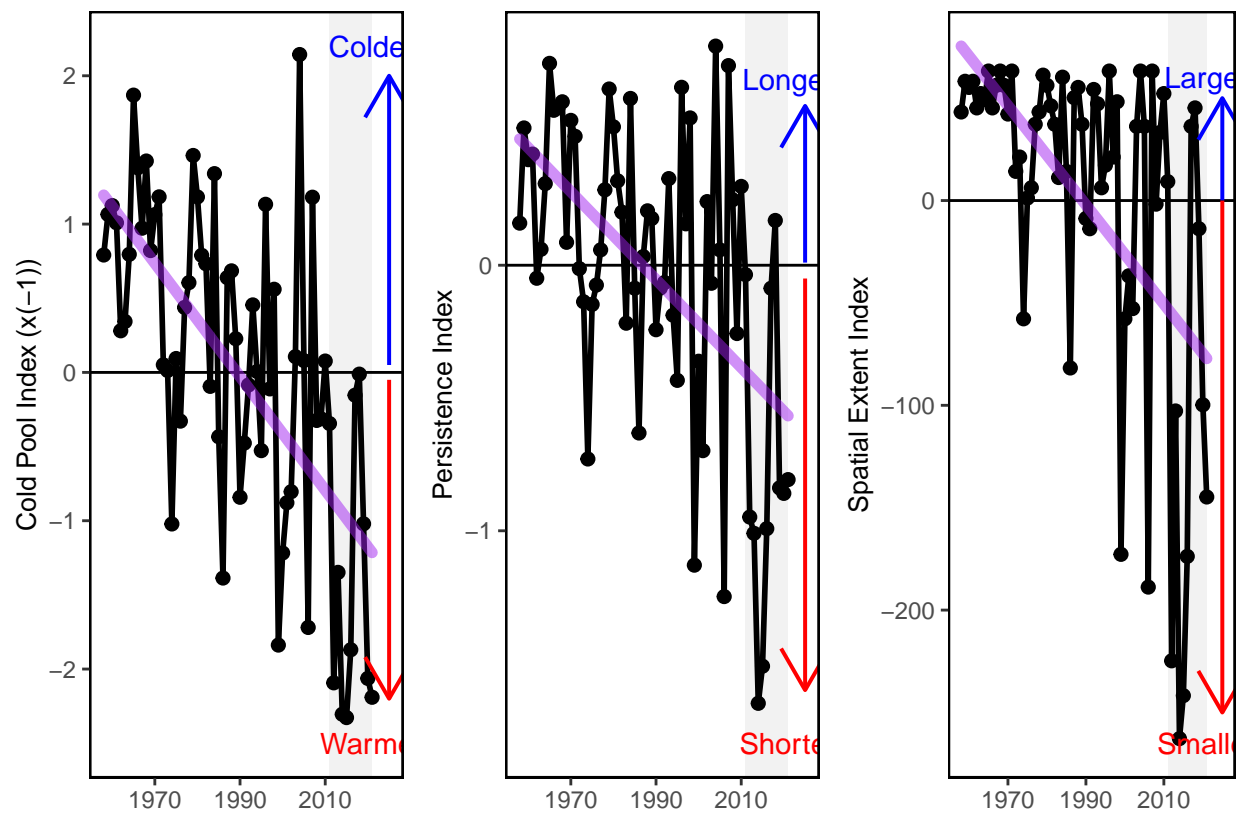 Cold Pool Index (x(−1))
2
1
0
−1
−2
Colde
Warme
1970
1990
2010
Persistence Index
0
−1
Longe
Shorte
1970
1990
2010
Spatial Extent Index
0
−100
−200
Large
Smalle
1970
1990
2010